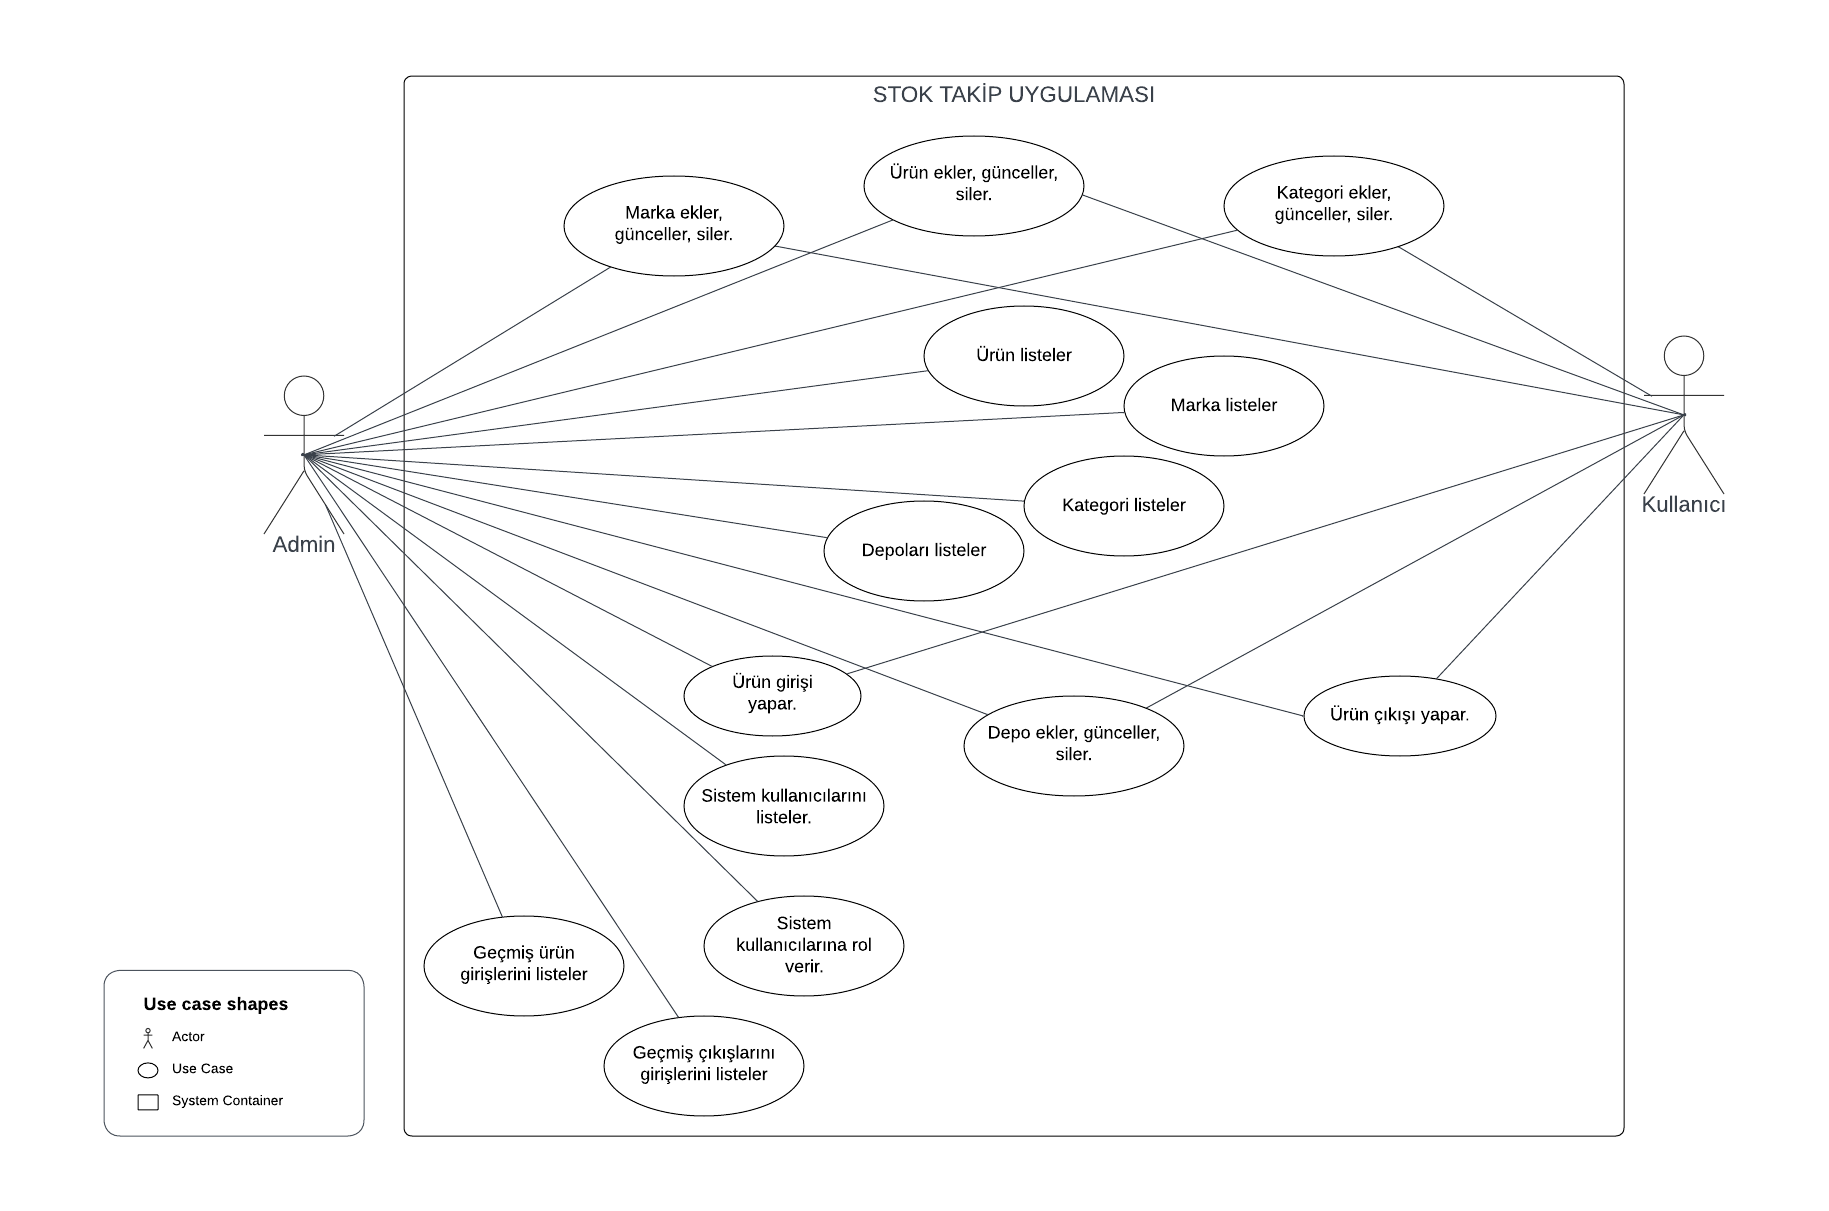 STOK TAKİP UYGULAMASI
Marka ekler,
günceller, siler.
Ürün ekler, günceller,
siler.
Kategori ekler,
günceller, siler.
Ürün listeler
Marka listeler
Kategori listeler
Depoları listeler
Admin
Kullanıcı
Ürün girişi
yapar.
Depo ekler, günceller,
siler.
Ürün çıkışı yapar.
Sistem kullanıcılarını
listeler.
Sistem
kullanıcılarına rol
verir.
Geçmiş ürün
girişlerini listeler
Geçmiş çıkışlarını
girişlerini listeler
Use case shapes
Actor
Use Case
System Container